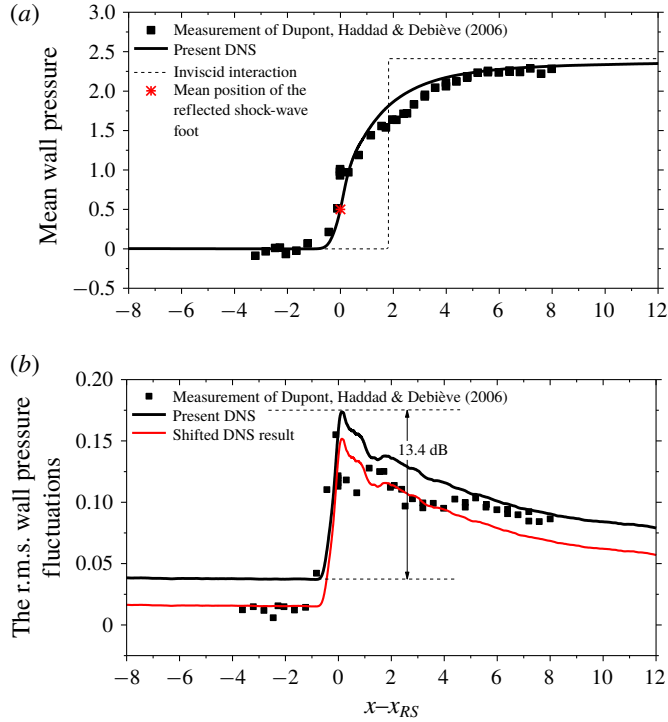 (a)
Measurement of Dupont, Haddad & Debiève (2006)
Present DNS
Inviscid interaction
Mean position of the
reflected shock-wave
foot
Mean wall pressure
3.0
2.5
2.0
1.5
1.0
0.5
0
−0.5
−8 −6 −4 −2 0 2 4 6 8 10 12
(b)
Measurement of Dupont, Haddad & Debiève (2006)
Present DNS
Shifted DNS result
13.4 dB
The r.m.s. wall pressure
fluctuations
0.20
0.15
0.10
0.05
0
−8 −6 −4 −2 0 2 4 6 8 10 12
x–xRS